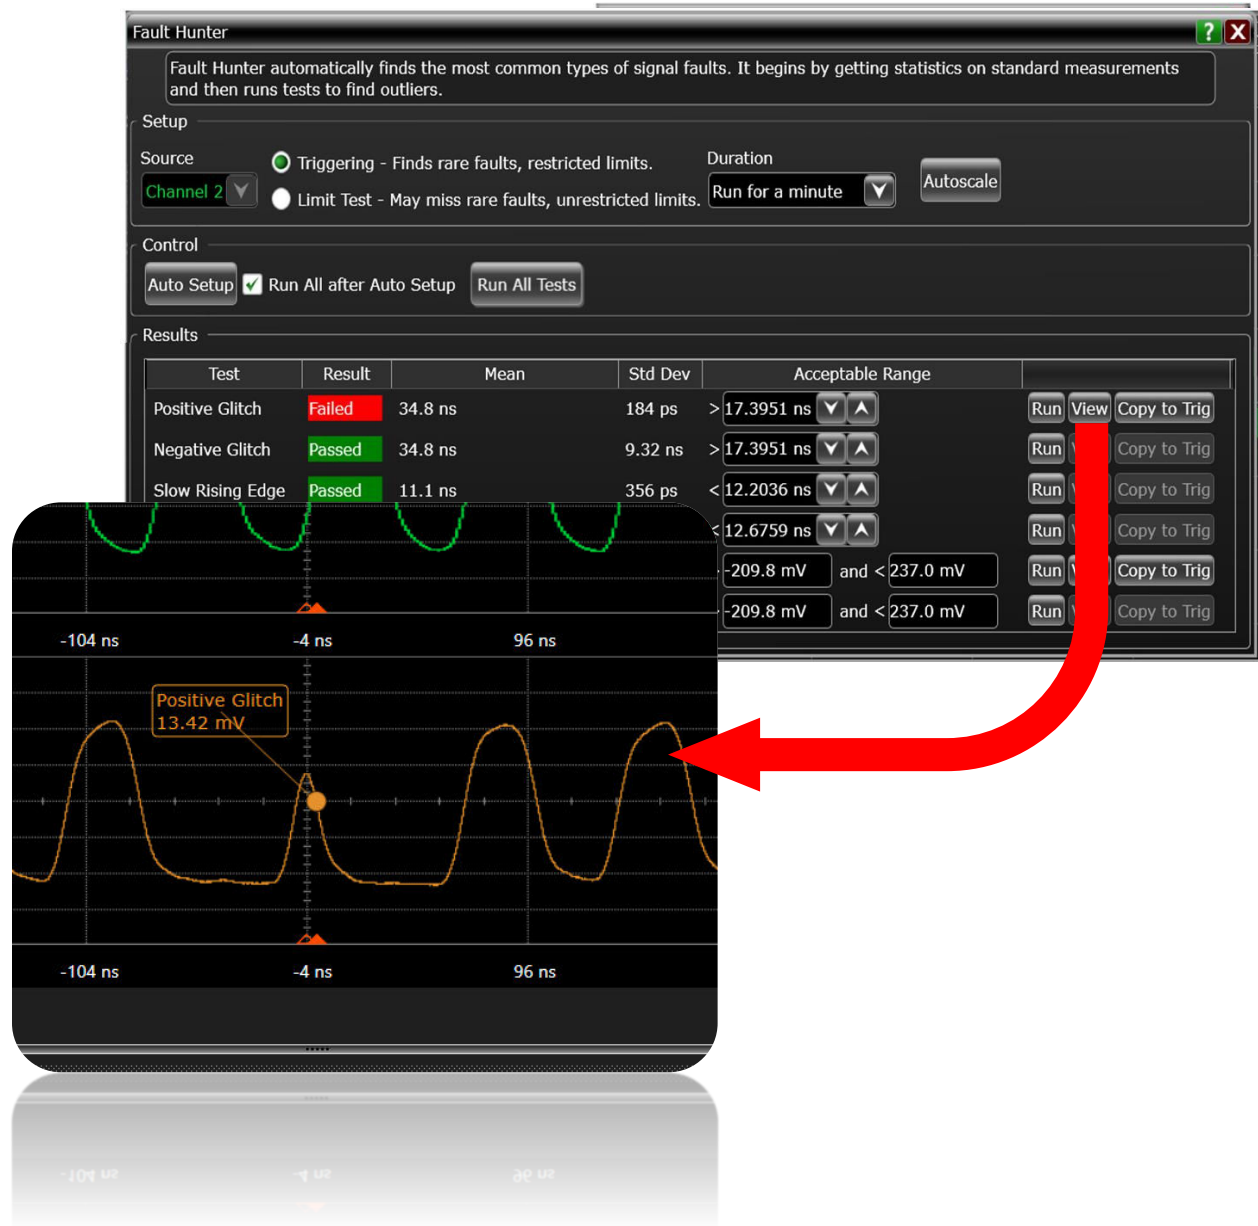 Fault Hunter
? X
Fault Hunter automatically finds the most common types of signal faults. It begins by getting statistics on standard measurements
and then runs tests to find outliers.
Setup
Source
Channel 2
Triggering - Finds rare faults, restricted limits.
Limit Test - May miss rare faults, unrestricted limits.
Duration
Run for a minute
Autoscale
Control
Auto Setup
Run All after Auto Setup
Run All Tests
Results
Test Result Mean Std Dev Acceptable Range
Positive Glitch Failed 34.8 ns 184 ps > 17.3951 ns Run View Copy to Trig
Negative Glitch Passed 34.8 ns 9.32 ns > 17.3951 ns Run Copy to Trig
Slow Rising Edge Passed 11.1 ns 356 ps < 12.2036 ns Run Copy to Trig
< 12.6759 ns Run Copy to Trig
-209.8 mV and < 237.0 mV Run Copy to Trig
-209.8 mV and < 237.0 mV Run Copy to Trig
-104 ns -4 ns 96 ns
Positive Glitch
13.42 mV
-104 ns -4 ns 96 ns